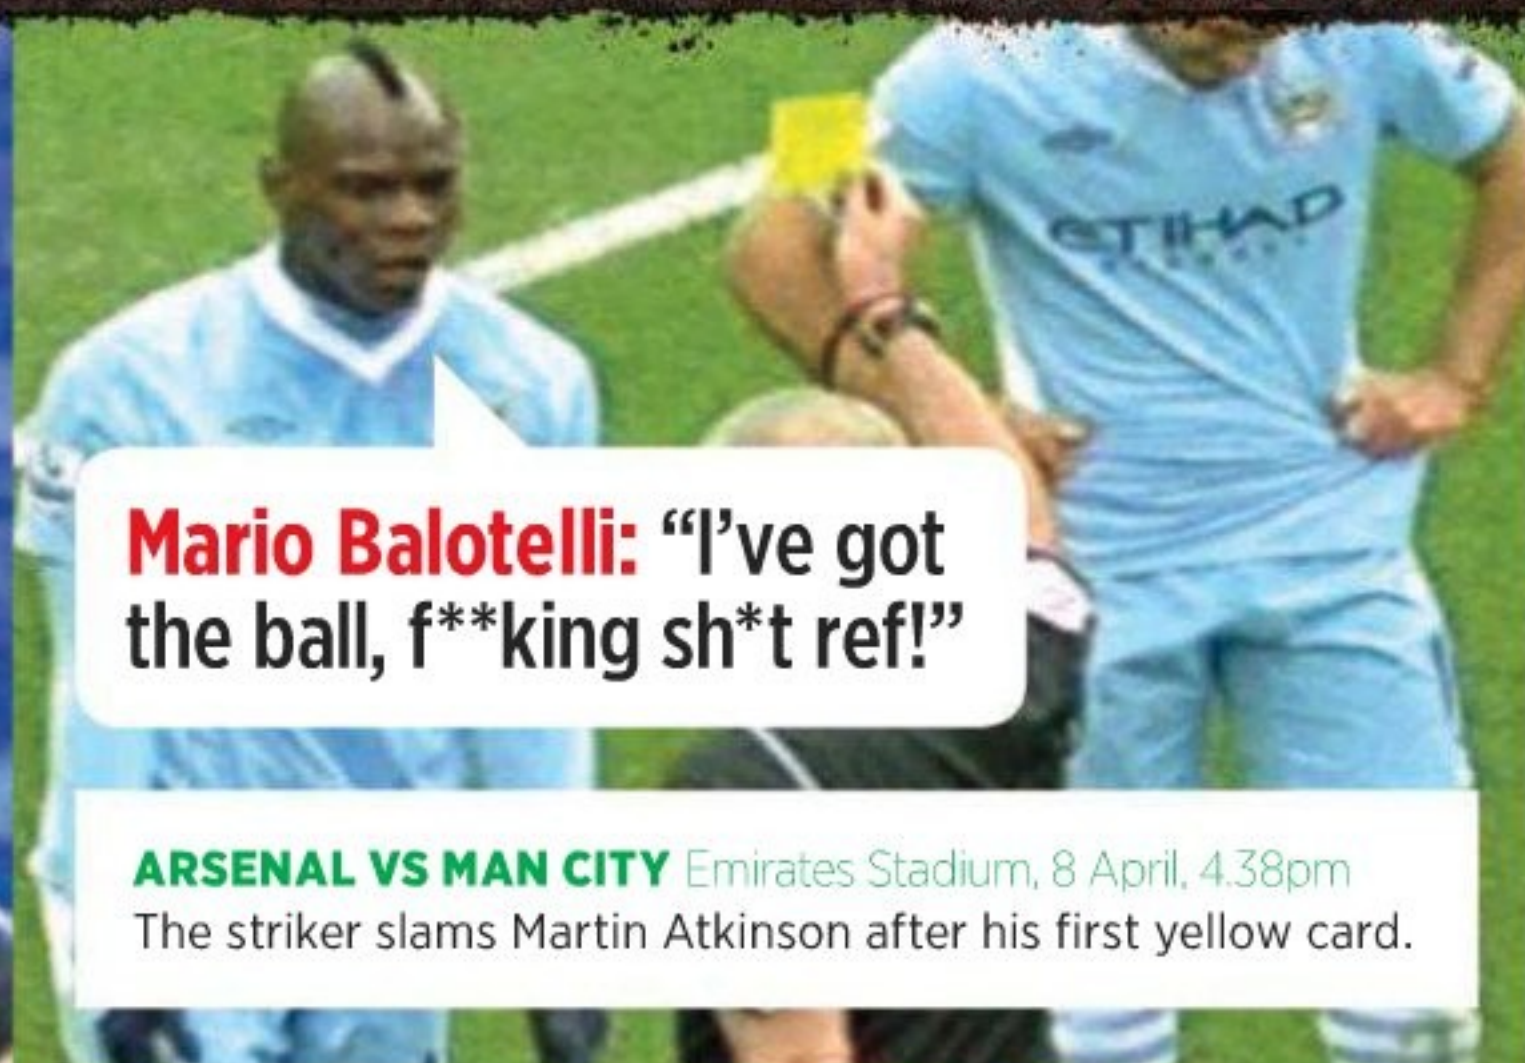 ETIHAD
Mario Balotelli: “I’ve got
the ball, f**king sh*t ref!”
ARSENAL VS MAN CITY Emirates Stadium, 8 April, 4.38pm
The striker slams Martin Atkinson after his first yellow card.